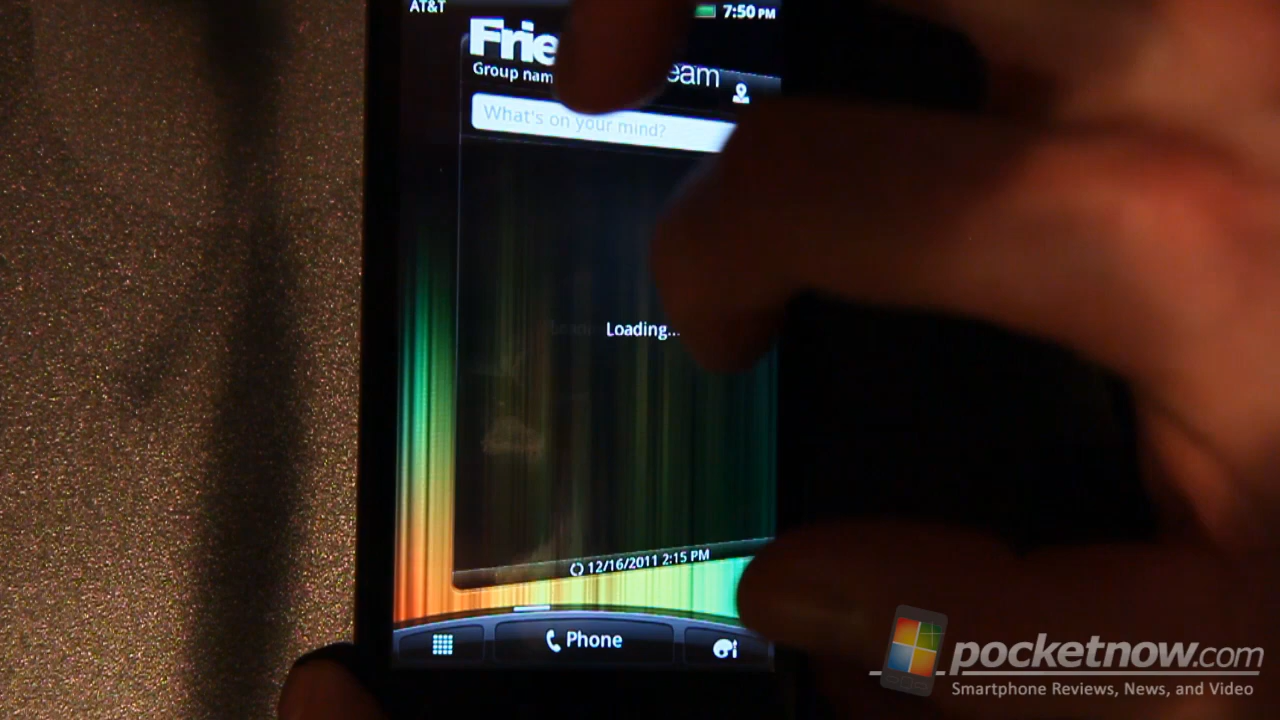 AT&T
7:50 PM
Frie
Group nam
eam
What's on your mind?
Loading...
12/16/2011 2:15 PM
Phone
pocketnow.com
Smartphone Reviews, News, and Video